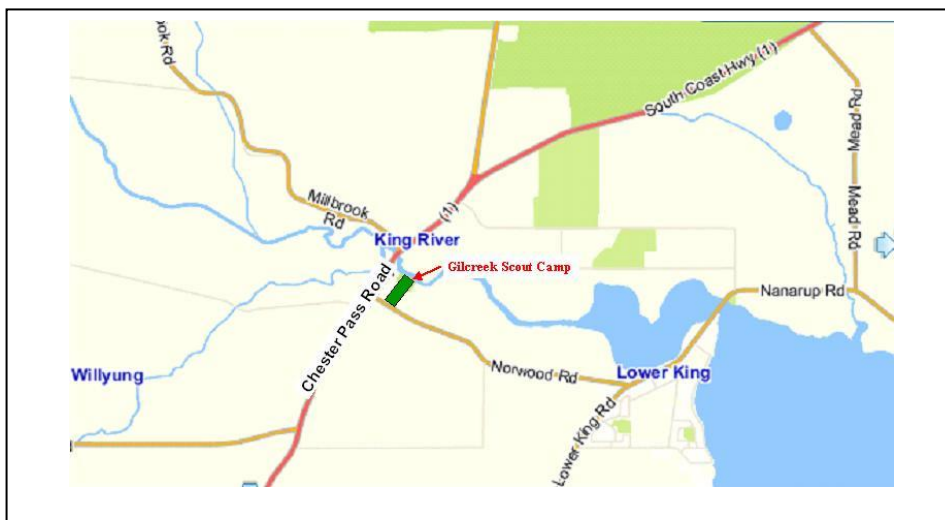 ok Rd
South Coast Hwy (1)
Mead Rd
Mead Rd
Millbrook
Rd
(1)
King River
Gilcreek Scout Camp
Chester Pass Road
Nanarup Rd
Willyung
Norwood Rd
Lower King
Lower King Rd